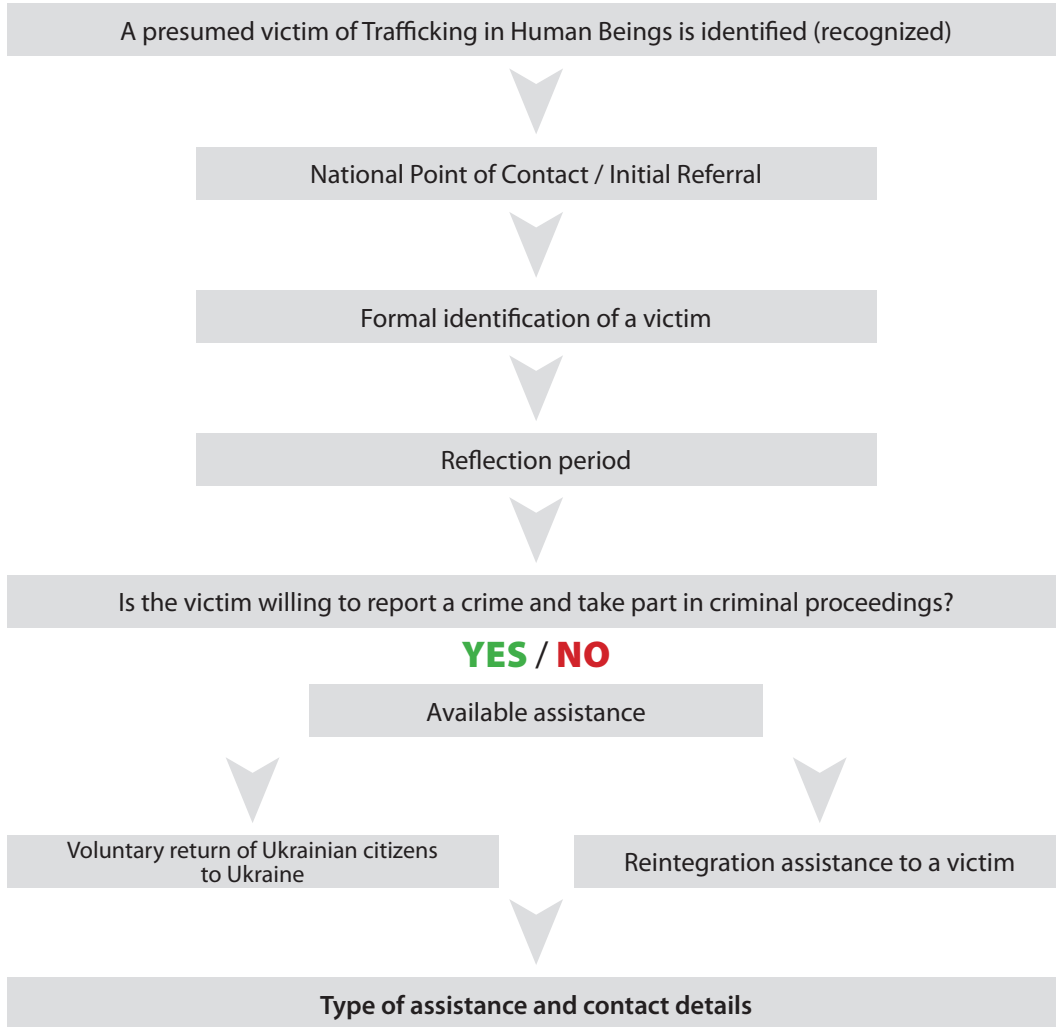 A presumed victim of Trafficking in Human Beings is identified (recognized)
National Point of Contact / Initial Referral
Formal identification of a victim
Reflection period
Is the victim willing to report a crime and take part in criminal proceedings?
YES / NO
Available assistance
Voluntary return of Ukrainian citizens
to Ukraine
Reintegration assistance to a victim
Type of assistance and contact details